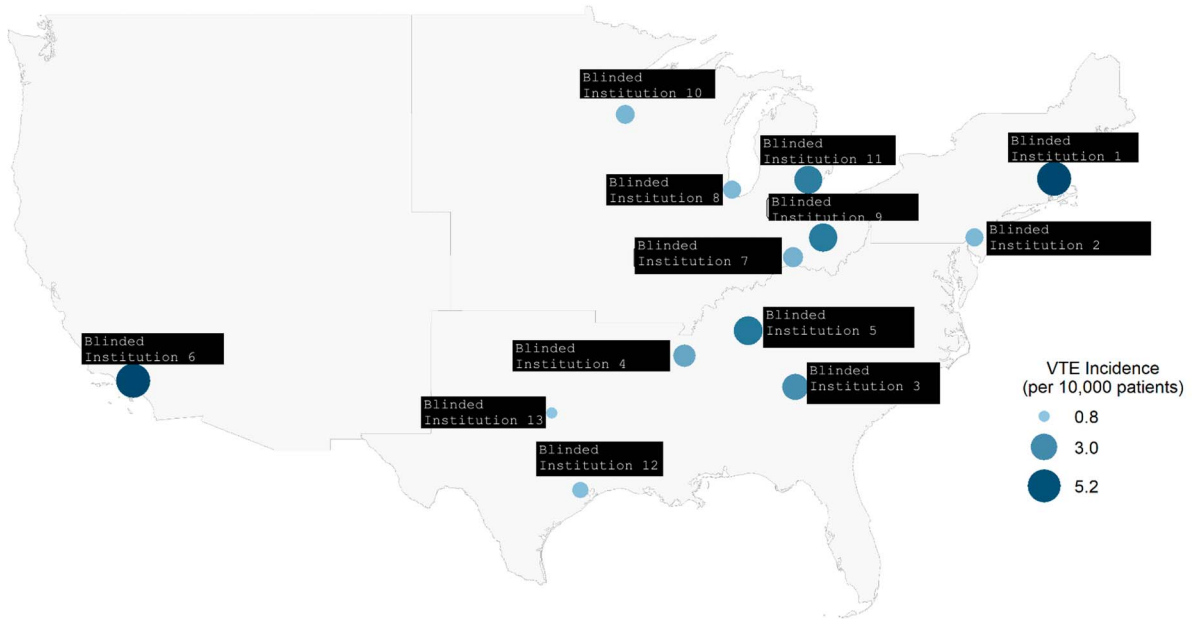 Blinded
Institution 10
Blinded
Institution 11
Blinded
Institution 1
Blinded
Institution 8
Blinded
Institution 9
Blinded
Institution 2
Blinded
Institution 7
Blinded
Institution 5
Blinded
Institution 6
Blinded
Institution 4
Blinded
Institution 3
Blinded
Institution 13
Blinded
Institution 12
VTE Incidence
(per 10,000 patients)
0.8
3.0
5.2